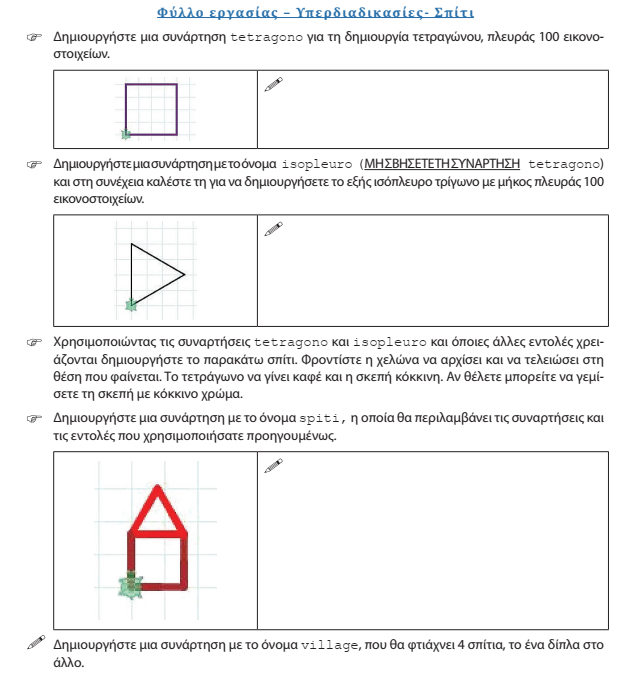 Φύλλο εργασίας – Υπερδιαδικασίες- Σπίτι
Δημιουργήστε μια συνάρτηση tetragono για τη δημιουργία τετραγώνου, πλευράς 100 εικονο-
στοιχείων.
Δημιουργήστε μια συνάρτηση με το όνομα isopleuro (ΜΗ ΣΒΗΣΕΤΕ ΤΗ ΣΥΝΑΡΤΗΣΗ tetragono)
και στη συνέχεια καλέστε τη για να δημιουργήσετε το εξής ισόπλευρο τρίγωνο με μήκος πλευράς 100
εικονοστοιχείων.
Χρησιμοποιώντας τις συναρτήσεις tetragono και isopleuro και όποιες άλλες εντολές χρει-
άζονται δημιουργήστε το παρακάτω σπίτι. Φροντίστε η χελώνα να αρχίσει και να τελειώσει στη
θέση που φαίνεται. Το τετράγωνο να γίνει καφέ και η σκεπή κόκκινη. Αν θέλετε μπορείτε να γεμί-
σετε τη σκεπή με κόκκινο χρώμα.
Δημιουργήστε μια συνάρτηση με το όνομα spiti, η οποία θα περιλαμβάνει τις συναρτήσεις και
τις εντολές που χρησιμοποιήσατε προηγουμένως.
Δημιουργήστε μια συνάρτηση με το όνομα village, που θα φτιάχνει 4 σπίτια, το ένα δίπλα στο
άλλο.